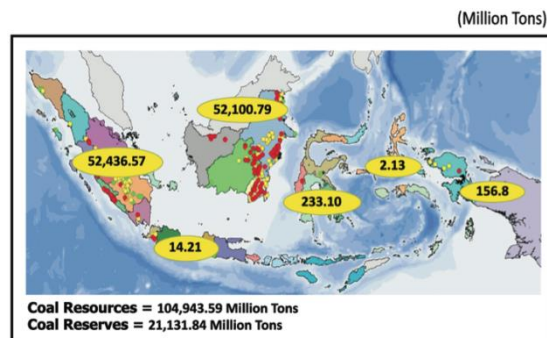 (Million Tons)
52,100.79
52,436.57
2.13
156.8
233.10
14.21
Coal Resources = 104,943.59 Million Tons
Coal Reserves = 21,131.84 Million Tons